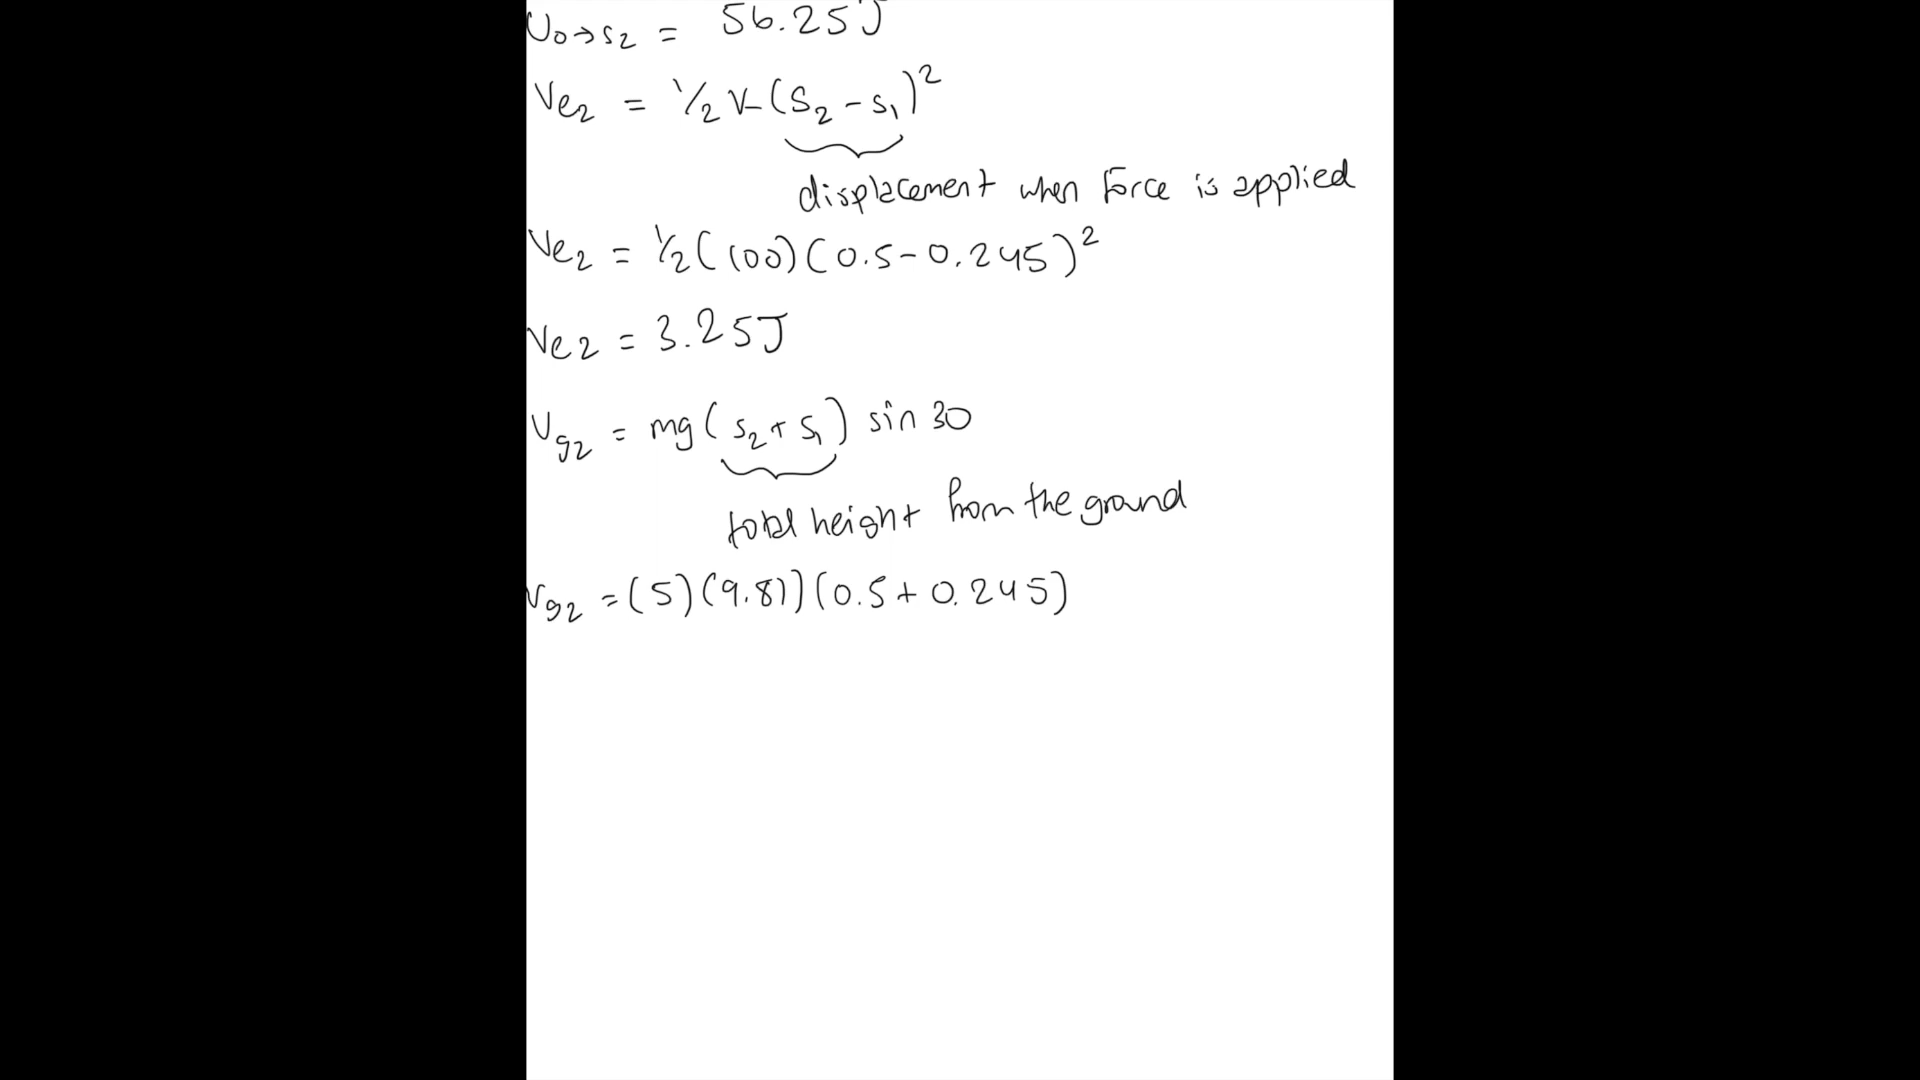 U₀→s₂ = 56.25J
Ve₂ = 1/2 k(S₂-s₁)²
displacement when Force is applied
Ve₂ = 1/2(100)(0.5-0.245)²
Ve₂ = 3.25J
Vg₂ = mg(s₂+s₁) sin 30
total height from the ground
Vg₂ =(5)(9.81)(0.5+0.245)